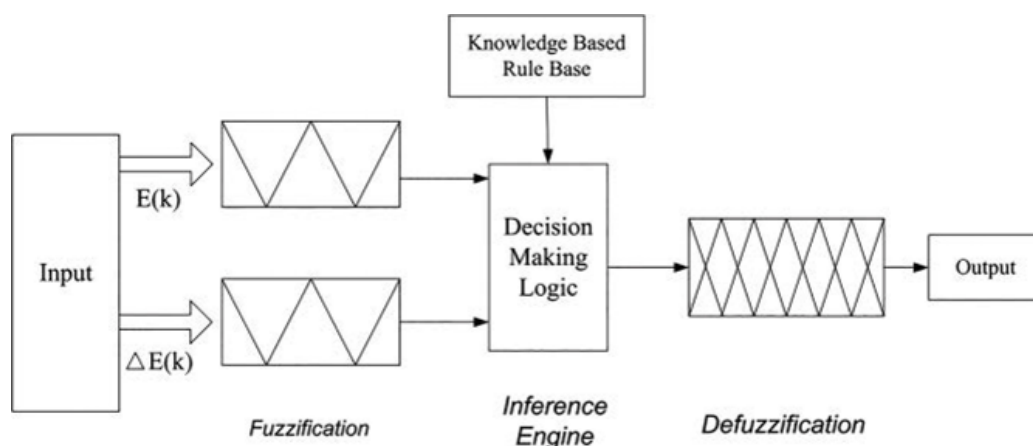 Knowledge Based
Rule Base
Input
E(k)
△E(k)
Decision
Making
Logic
Output
Fuzzification
Inference
Engine
Defuzzification